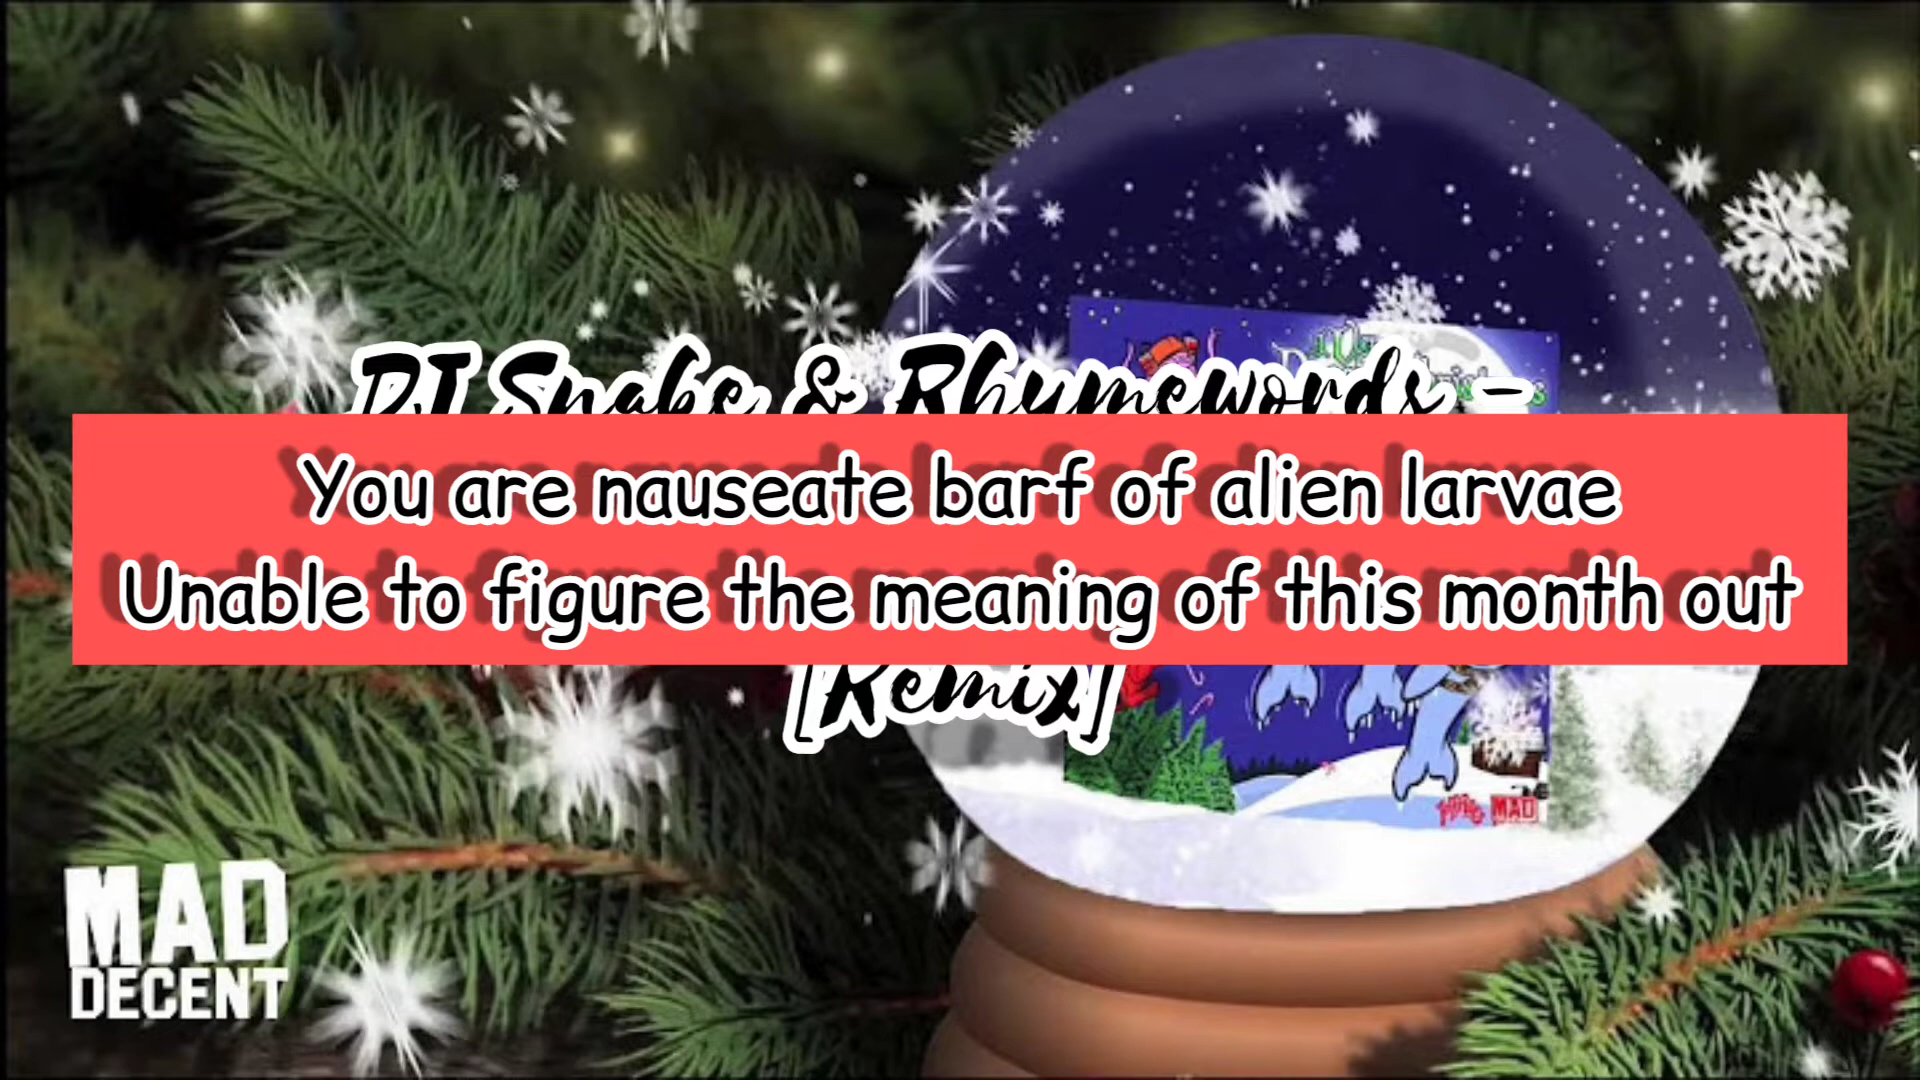 DJ Snake & Rhymewords -
You are nauseate barf of alien larvae
Unable to figure the meaning of this month out
[Remix]
MAD
MAD
DECENT